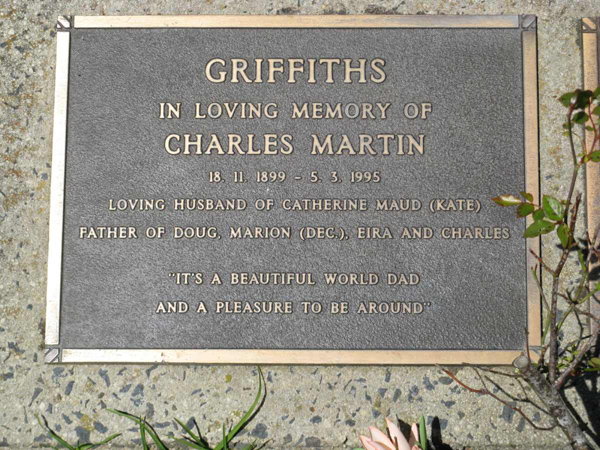 GRIFFITHS
IN LOVING MEMORY OF
CHARLES MARTIN
18. 11. 1899 - 5. 3. 1995
LOVING HUSBAND OF CATHERINE MAUD (KATE)
FATHER OF DOUG, MARION (DEC.), EIRA AND CHARLES
"IT'S A BEAUTIFUL WORLD DAD
AND A PLEASURE TO BE AROUND"